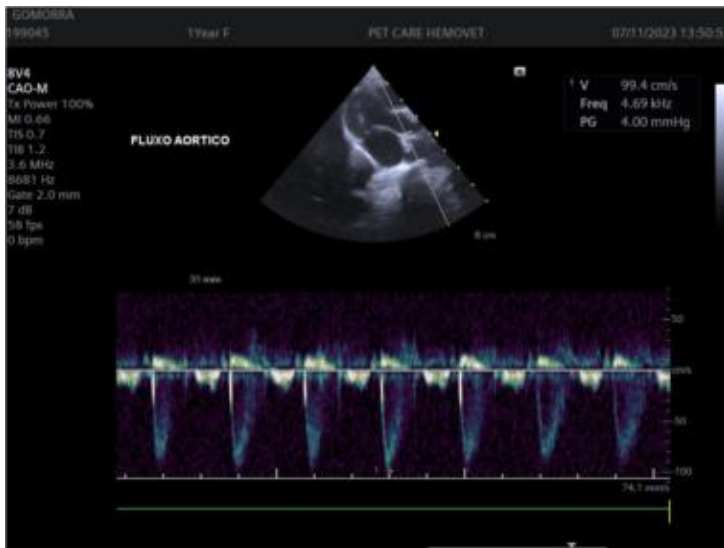 GOMORRA
199045 1Year F PET CARE HEMOVET 07/11/2023 13:50:5
8V4
CAO-M
Tx Power 100%
MI 0.66
TIS 0.7
TIB 1.2
3.6 MHz
8681 Hz
Gate 2.0 mm
7 dB
58 fps
0 bpm
FLUXO AORTICO
1 V 99.4 cm/s
Freq 4.69 kHz
PG 4.00 mmHg
8 cm
31 mm
50
cm/s
-50
-100
74.1 mm/s